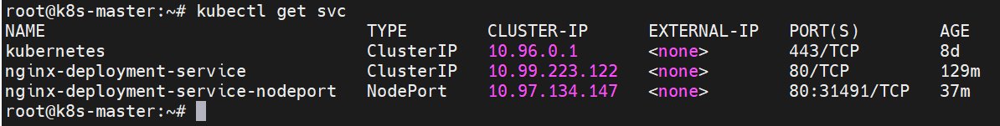 root@k8s-master:~# kubectl get svc
NAME TYPE CLUSTER-IP EXTERNAL-IP PORT(S) AGE
kubernetes ClusterIP 10.96.0.1 <none> 443/TCP 8d
nginx-deployment-service ClusterIP 10.99.223.122 <none> 80/TCP 129m
nginx-deployment-service-nodeport NodePort 10.97.134.147 <none> 80:31491/TCP 37m
root@k8s-master:~#